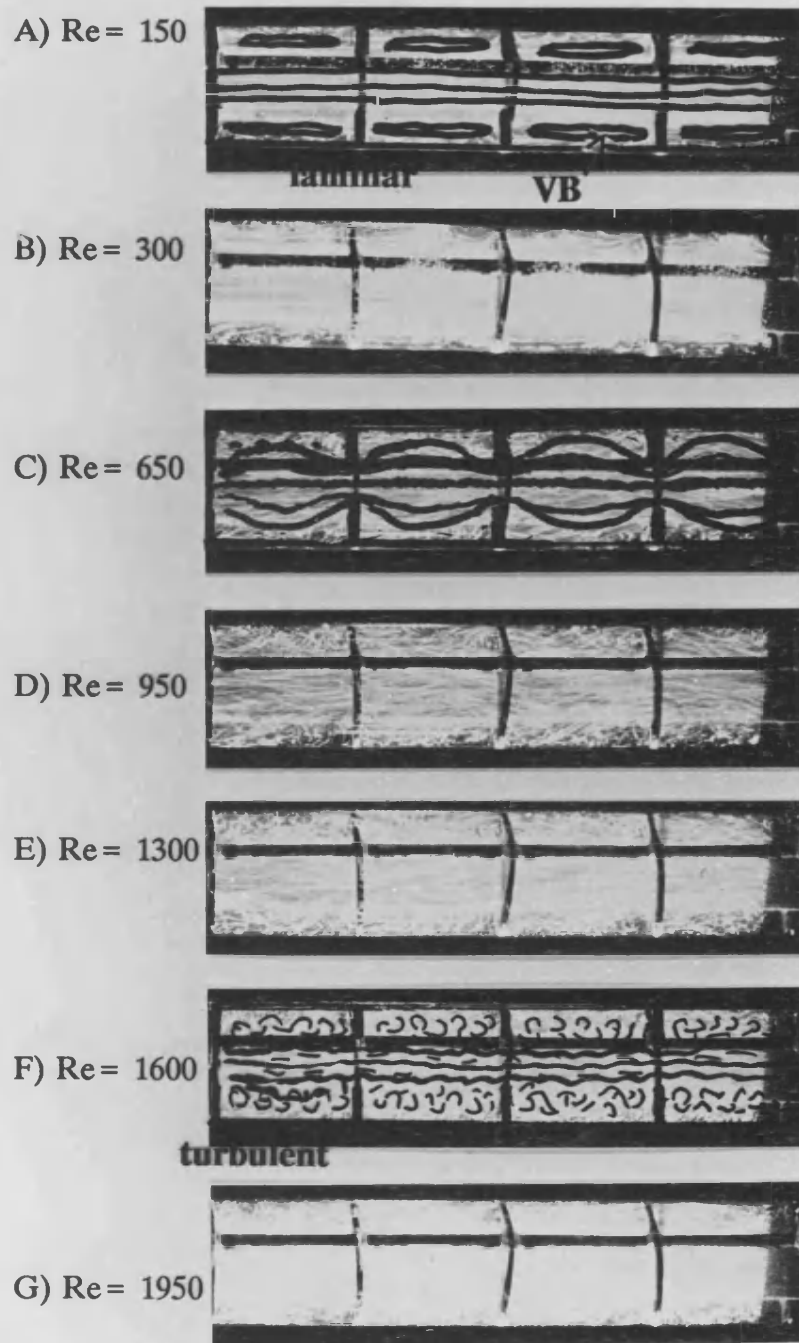 A) Re = 150
laminar
VB
B) Re = 300
C) Re = 650
D) Re = 950
E) Re = 1300
F) Re = 1600
turbulent
G) Re = 1950